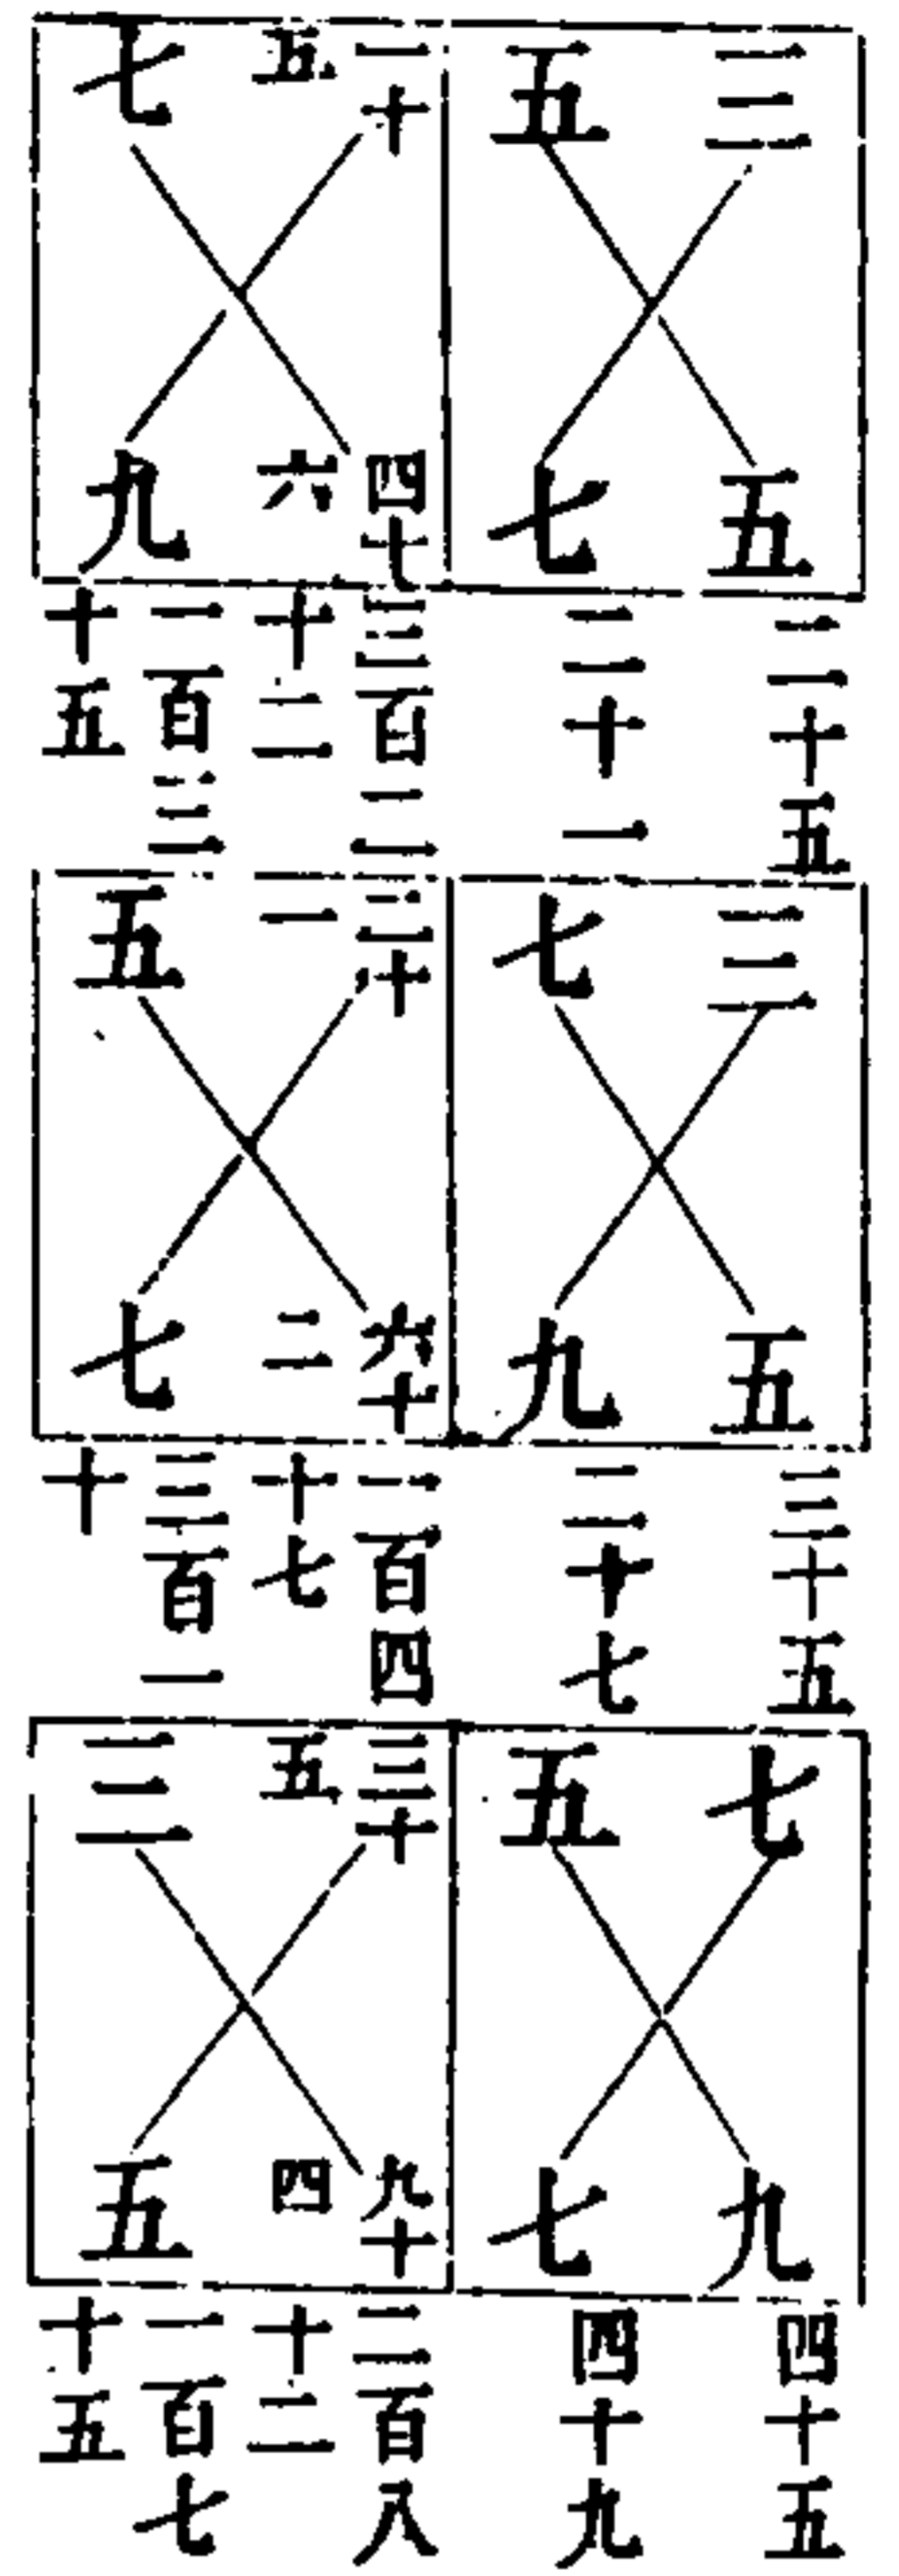 三
五
五
七
一十
五
七
四十
六
九
二十五
二十一
三百二
十二
一百三
十五
三
七
五
九
二十
一
五
六十
二
七
三十五
二十七
一百四
十七
三百一
十
七
五
九
七
三十
五
三
九十
四
五
四十五
四十九
二百八
十二
一百七
十五